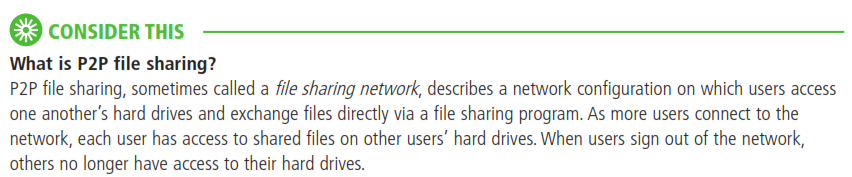 CONSIDER THIS
What is P2P file sharing?
P2P file sharing, sometimes called a file sharing network, describes a network configuration on which users access
one another's hard drives and exchange files directly via a file sharing program. As more users connect to the
network, each user has access to shared files on other users' hard drives. When users sign out of the network,
others no longer have access to their hard drives.